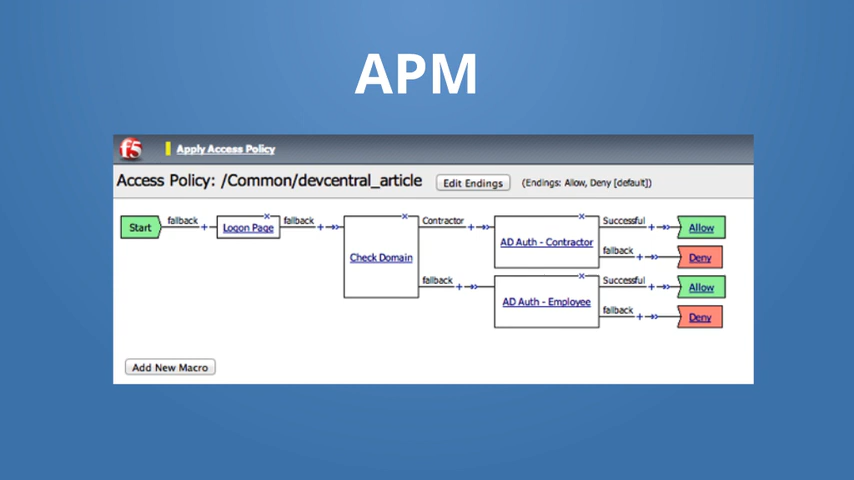 APM
f5
Apply Access Policy
Access Policy: /Common/devcentral_article
Edit Endings
(Endings: Allow, Deny [default])
Start
fallback
Logon Page
fallback
Check Domain
Contractor
AD Auth - Contractor
Successful
Allow
fallback
Deny
fallback
AD Auth - Employee
Successful
Allow
fallback
Deny
Add New Macro